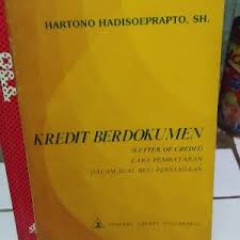 HARTONO HADISOEPRAPTO, SH.
KREDIT BERDOKUMEN
(LETTER OF CREDIT)
CARA PEMBAYARAN
DALAM JUAL BELI PERNIAGAAN